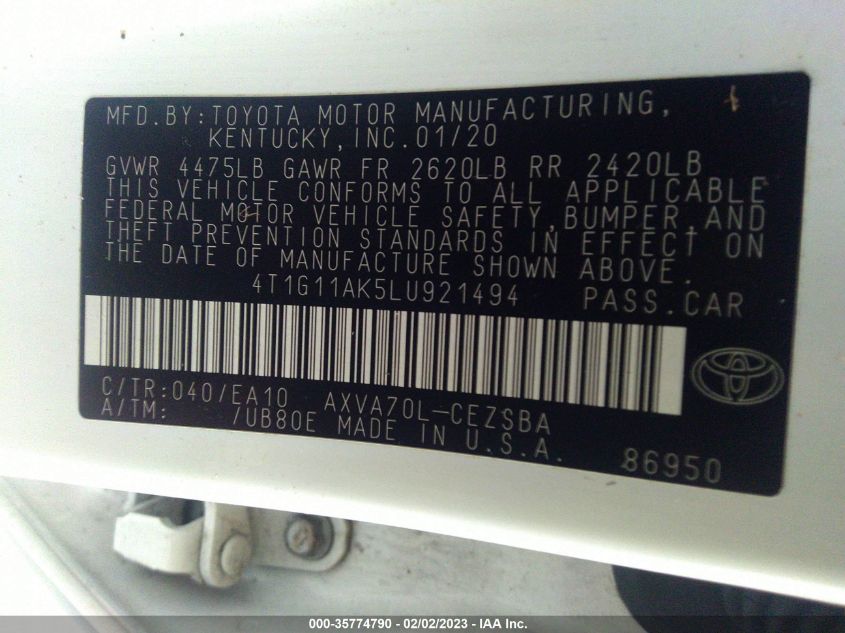 MFD.BY:TOYOTA MOTOR MANUFACTURING,
KENTUCKY,INC.01/20
GVWR 4475LB GAWR FR 2620LB RR 2420LB
THIS VEHICLE CONFORMS TO ALL APPLICABLE
FEDERAL MOTOR VEHICLE SAFETY,BUMPER,AND
THEFT PREVENTION STANDARDS IN EFFECT ON
THE DATE OF MANUFACTURE SHOWN ABOVE.
4T1G11AK5LU921494 PASS.CAR
C/TR:040/EA10 AXVA70L-CEZSBA
A/TM: /UB80E MADE IN U.S.A. 86950
000-35774790 - 02/02/2023 - IAA Inc.